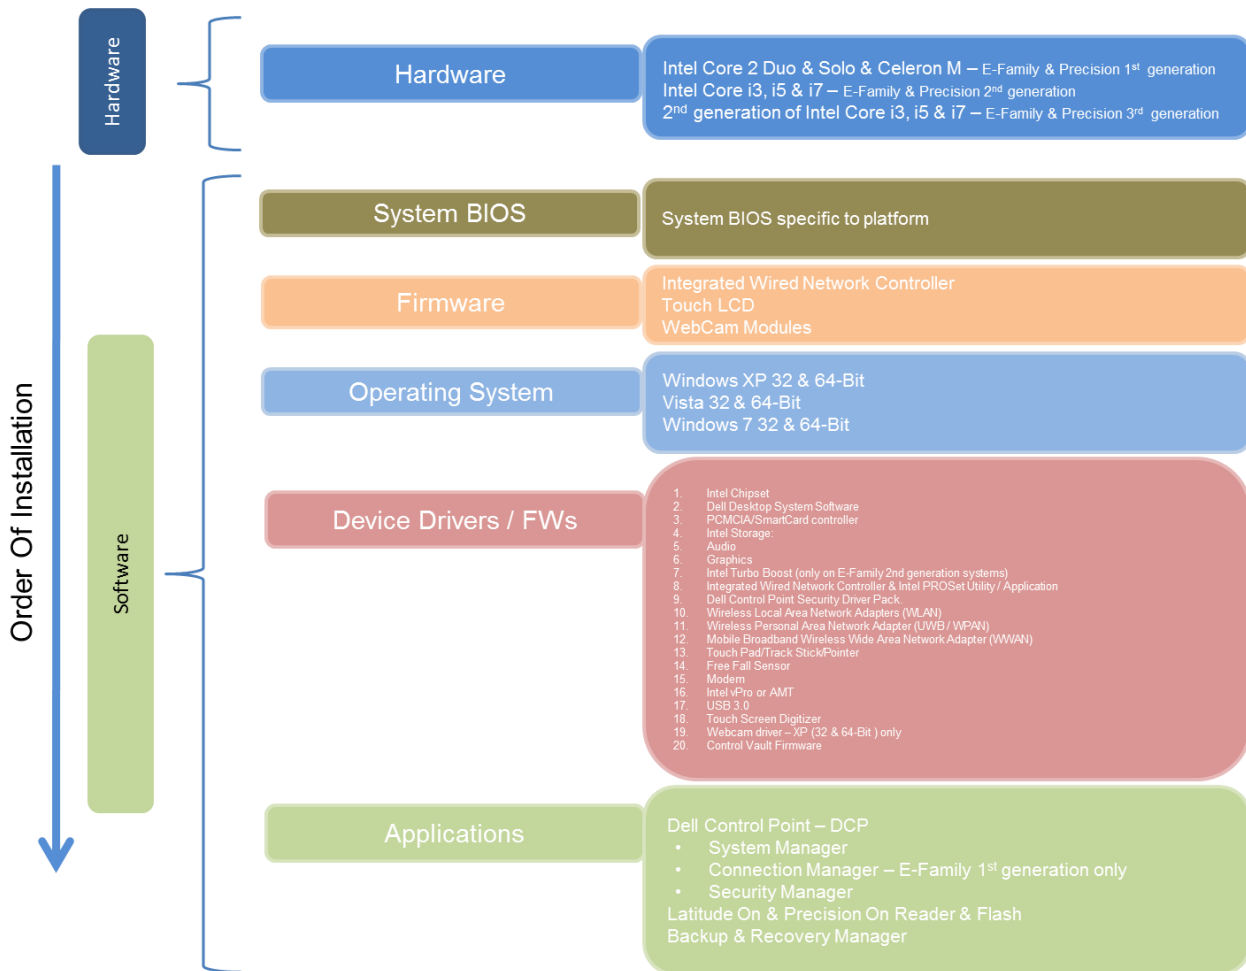 Hardware
Order Of Installation
Software
Hardware
Intel Core 2 Duo & Solo & Celeron M – E-Family & Precision 1st generation
Intel Core i3, i5 & i7 – E-Family & Precision 2nd generation
2nd generation of Intel Core i3, i5 & i7 – E-Family & Precision 3rd generation
System BIOS
System BIOS specific to platform
Firmware
Integrated Wired Network Controller
Touch LCD
WebCam Modules
Operating System
Windows XP 32 & 64-Bit
Vista 32 & 64-Bit
Windows 7 32 & 64-Bit
Device Drivers / FWs
1. Intel Chipset
2. Dell Desktop System Software
3. PCMCIA/SmartCard controller
4. Intel Storage:
5. Audio
6. Graphics
7. Intel Turbo Boost (only on E-Family 2nd generation systems)
8. Integrated Wired Network Controller & Intel PROSet Utility / Application
9. Dell Control Point Security Driver Pack.
10. Wireless Local Area Network Adapters (WLAN)
11. Wireless Personal Area Network Adapter (UWB / WPAN)
12. Mobile Broadband Wireless Wide Area Network Adapter (WWAN)
13. Touch Pad/Track Stick/Pointer
14. Free Fall Sensor
15. Modem
16. Intel vPro or AMT
17. USB 3.0
18. Touch Screen Digitizer
19. Webcam driver – XP (32 & 64-Bit ) only
20. Control Vault Firmware
Applications
Dell Control Point – DCP
• System Manager
• Connection Manager – E-Family 1st generation only
• Security Manager
Latitude On & Precision On Reader & Flash
Backup & Recovery Manager